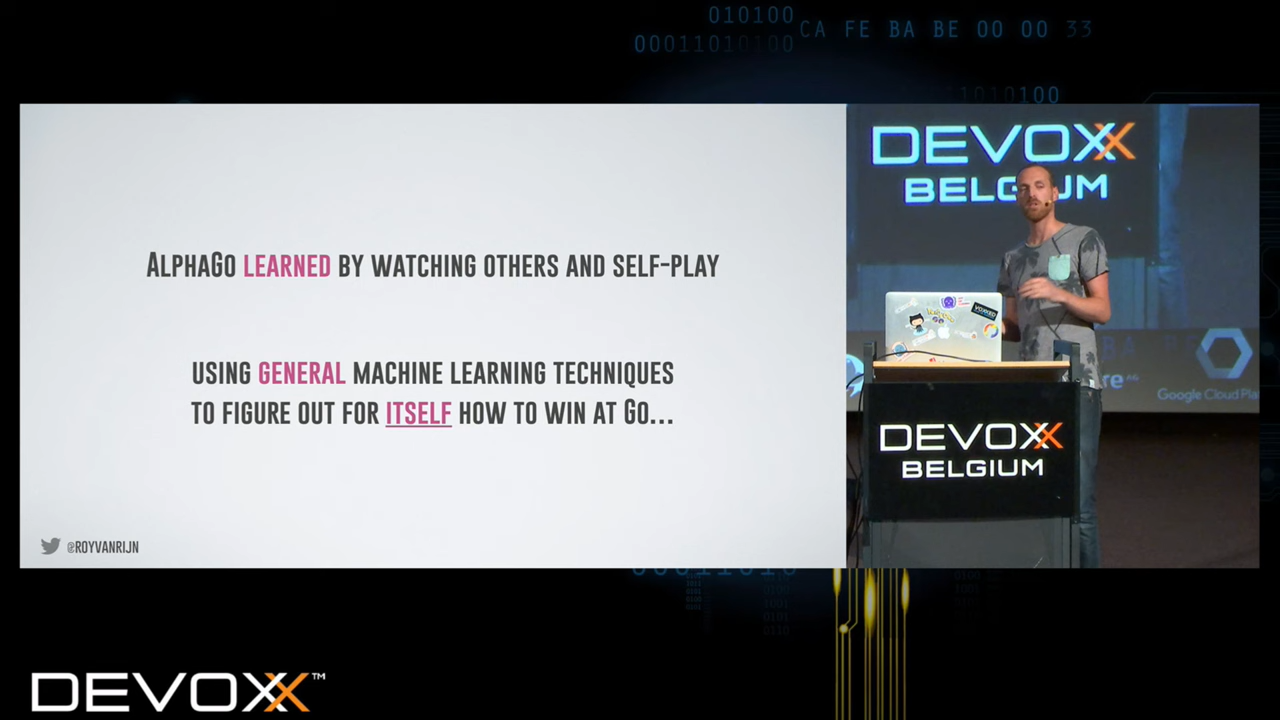 010100
00011010100
CA FE BA BE 00 00 33
1010100
AlphaGo LEARNED BY WATCHING OTHERS AND SELF-PLAY
USING GENERAL MACHINE LEARNING TECHNIQUES
TO FIGURE OUT FOR ITSELF HOW TO WIN AT GO...
@ROYVANRIJN
DEVOXX
BELGIUM
Google Cloud Pla
DEVOXX
BELGIUM
DEVOXX™